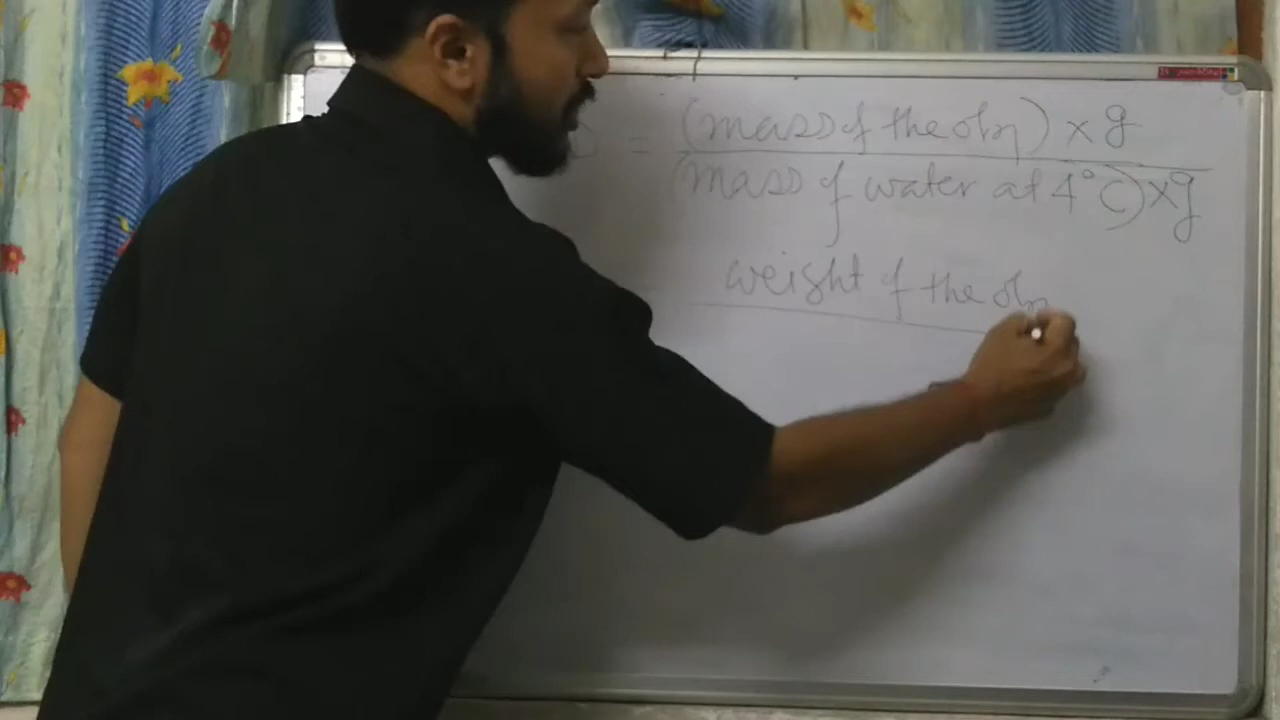 = (mass of the obj) × g
(mass of water at 4°C) × g
weight of the obj